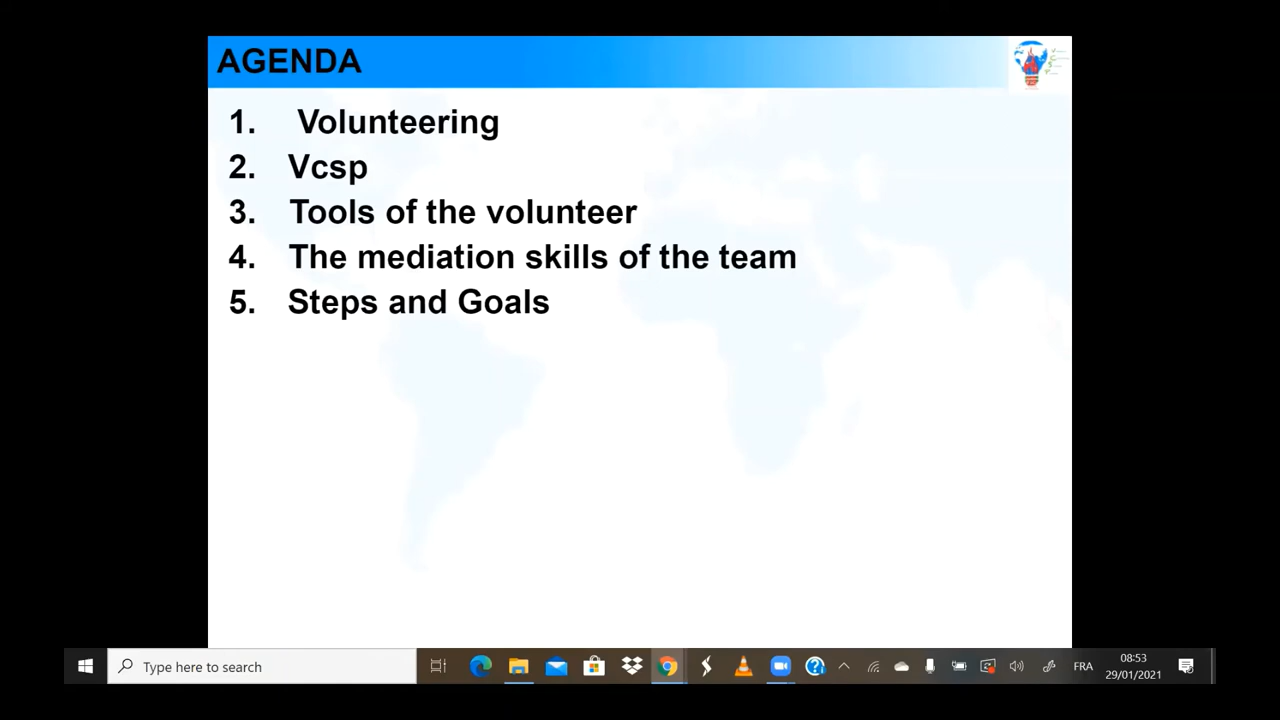 AGENDA
1. Volunteering
2. Vcsp
3. Tools of the volunteer
4. The mediation skills of the team
5. Steps and Goals
Type here to search
FRA
08:53
29/01/2021